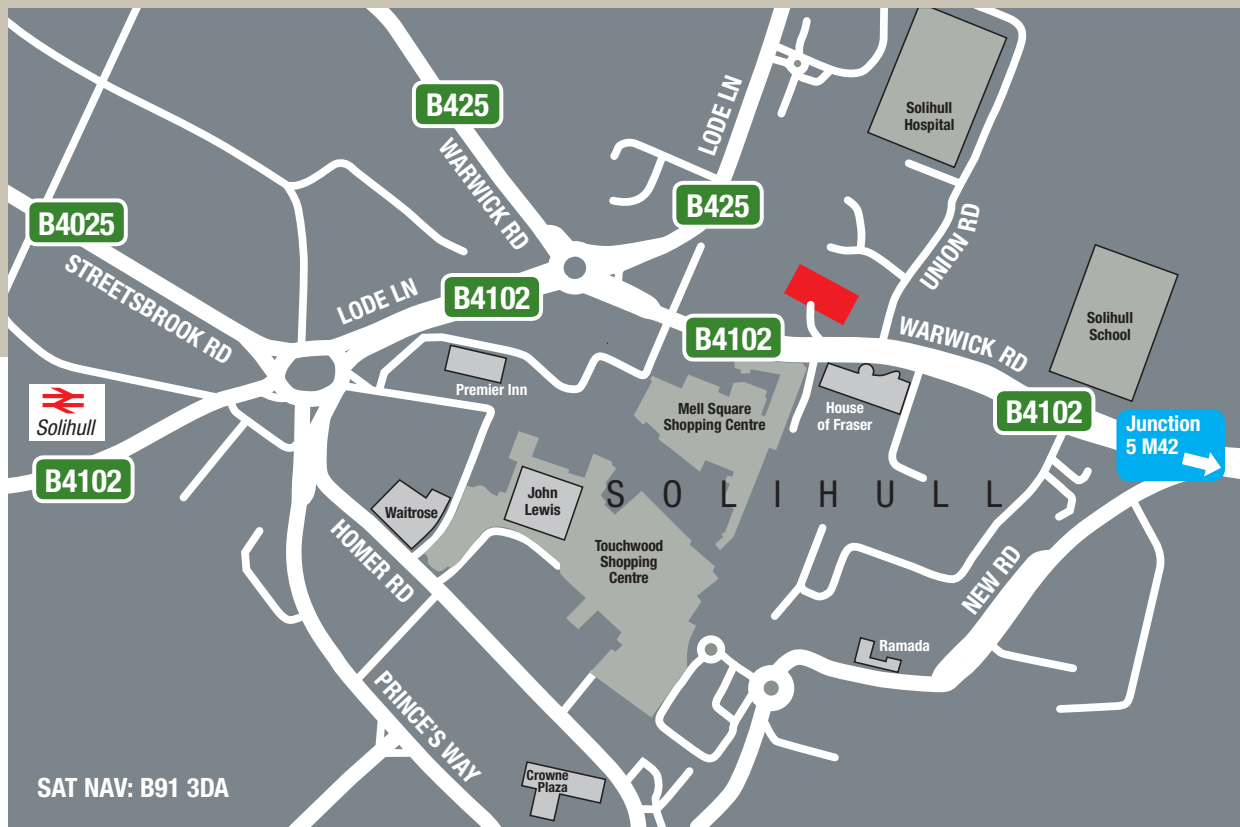 B425
LODE LN
Solihull
Hospital
WARWICK RD
B425
B4025
UNION RD
STREETSBROOK RD
LODE LN
B4102
Solihull
School
B4102
WARWICK RD
Premier Inn
Solihull
Mell Square
Shopping Centre
House
of Fraser
B4102
Junction
5 M42
B4102
Waitrose
John
Lewis
SOLIHULL
HOMER RD
Touchwood
Shopping
Centre
NEW RD
Ramada
PRINCE'S WAY
Crowne
Plaza
SAT NAV: B91 3DA